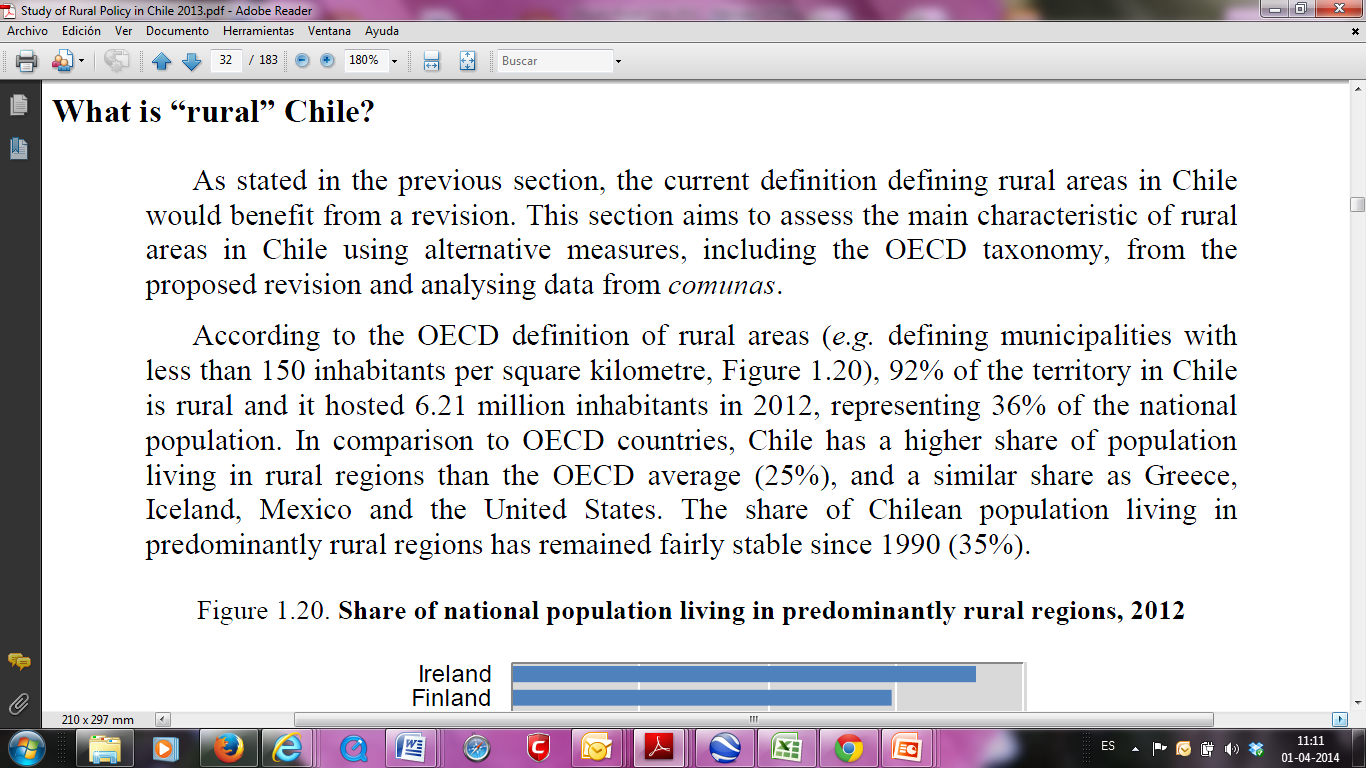 Study of Rural Policy in Chile 2013.pdf - Adobe Reader
Archivo Edición Ver Documento Herramientas Ventana Ayuda
32 / 183 180% Buscar
What is “rural” Chile?
As stated in the previous section, the current definition defining rural areas in Chile
would benefit from a revision. This section aims to assess the main characteristic of rural
areas in Chile using alternative measures, including the OECD taxonomy, from the
proposed revision and analysing data from comunas.
According to the OECD definition of rural areas (e.g. defining municipalities with
less than 150 inhabitants per square kilometre, Figure 1.20), 92% of the territory in Chile
is rural and it hosted 6.21 million inhabitants in 2012, representing 36% of the national
population. In comparison to OECD countries, Chile has a higher share of population
living in rural regions than the OECD average (25%), and a similar share as Greece,
Iceland, Mexico and the United States. The share of Chilean population living in
predominantly rural regions has remained fairly stable since 1990 (35%).
Figure 1.20. Share of national population living in predominantly rural regions, 2012
Ireland
Finland
210 x 297 mm
ES
11:11
01-04-2014